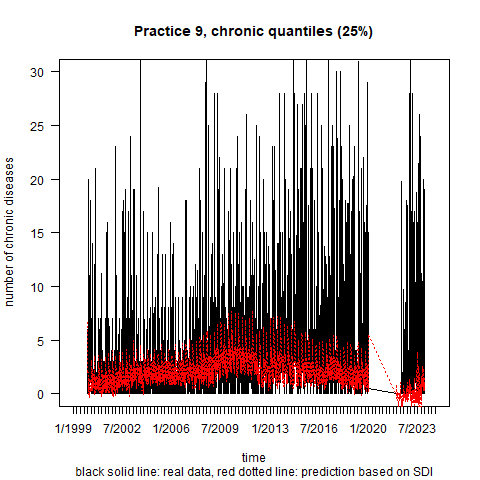 Practice 9, chronic quantiles (25%)
number of chronic diseases
30
25
20
15
10
5
0
1/1999 7/2002 1/2006 7/2009 1/2013 7/2016 1/2020 7/2023
time
black solid line: real data, red dotted line: prediction based on SDI